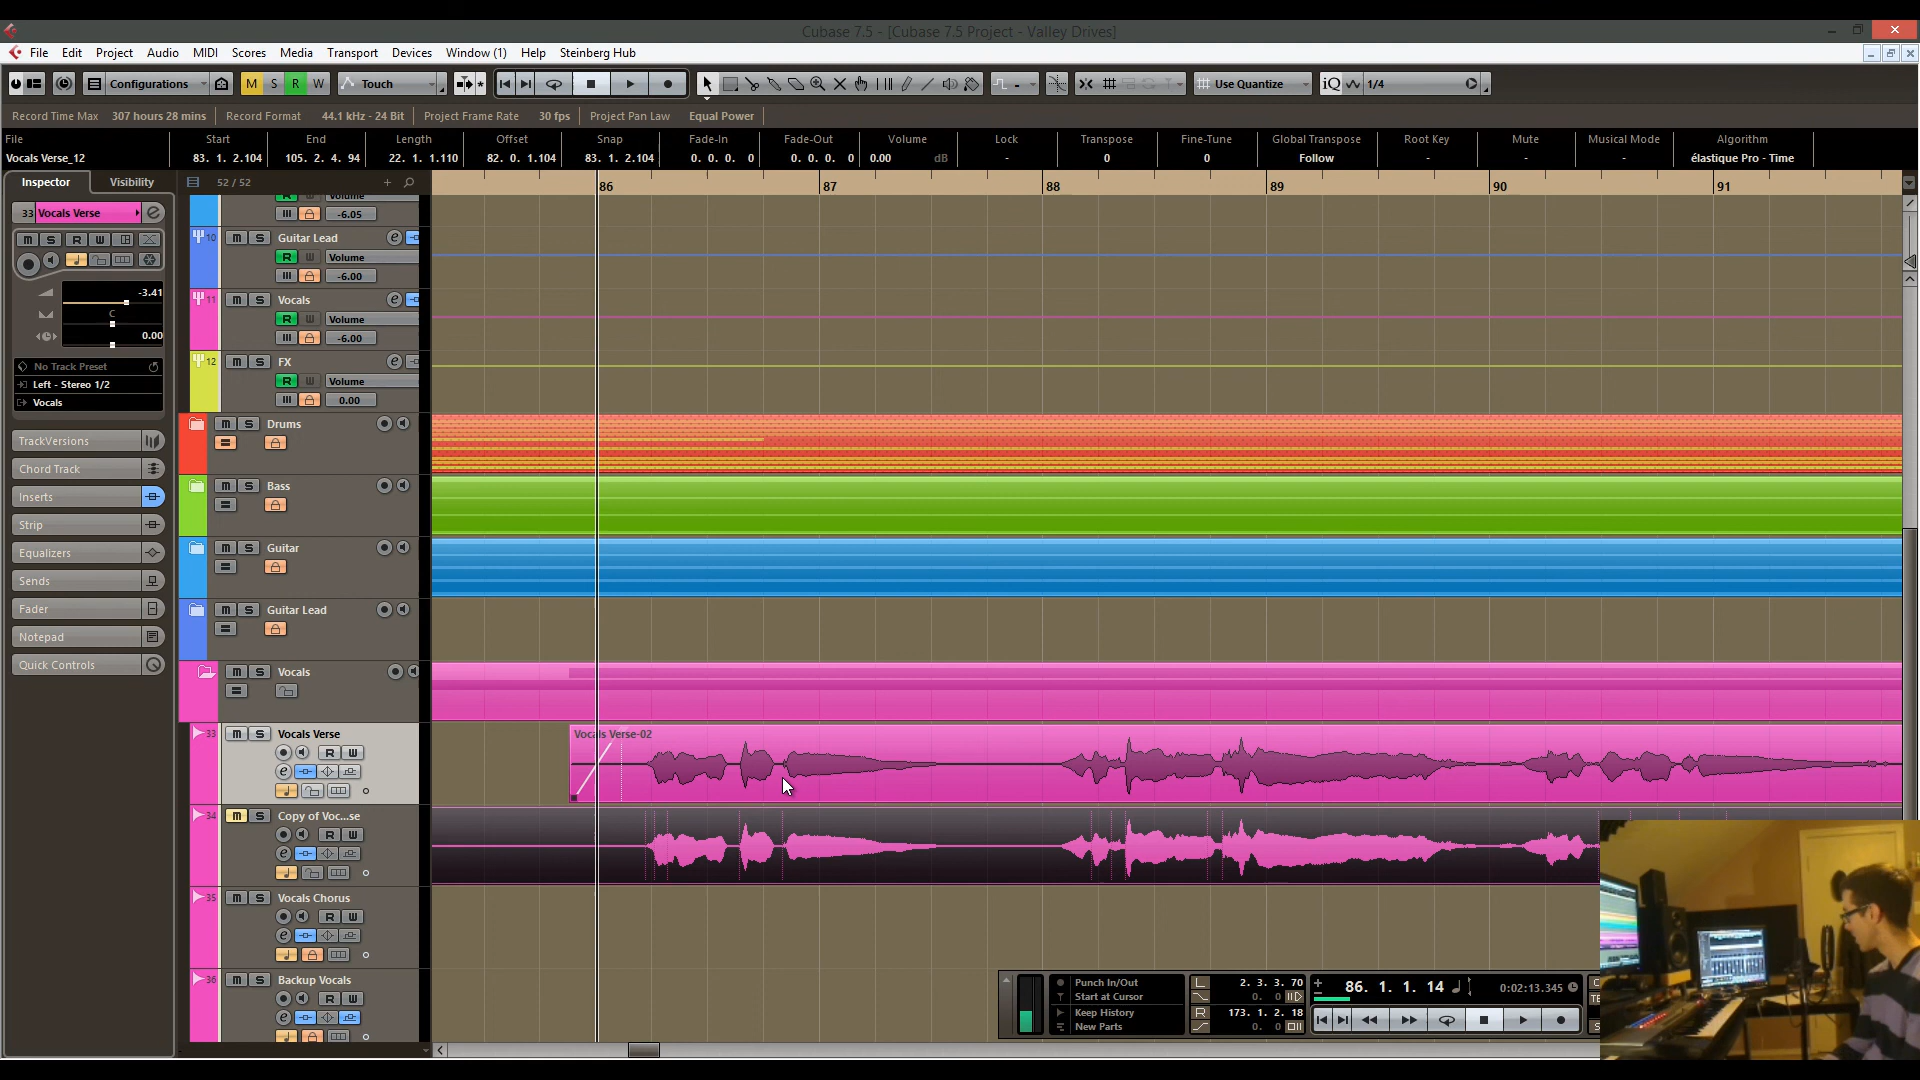 Cubase 7.5 - [Cubase 7.5 Project - Valley Drives]
File Edit Project Audio MIDI Scores Media Transport Devices Window (1) Help Steinberg Hub
Configurations M S R W Touch Use Quantize iQ 1/4
Record Time Max 307 hours 28 mins Record Format 44.1 kHz - 24 Bit Project Frame Rate 30 fps Project Pan Law Equal Power
File Start End Length Offset Snap Fade-In Fade-Out Volume Lock Transpose Fine-Tune Global Transpose Root Key Mute Musical Mode Algorithm
Vocals Verse_12 83. 1. 2.104 105. 2. 4. 94 22. 1. 1.110 82. 0. 1.104 83. 1. 2.104 0. 0. 0. 0 0. 0. 0. 0 0.00 dB - 0 0 Follow - - - élastique Pro - Time
Inspector Visibility 52 / 52 86 87 88 89 90 91
33 Vocals Verse
M S R W
-3.41
C
0.00
No Track Preset
Left - Stereo 1/2
Vocals
TrackVersions
Chord Track
Inserts
Strip
Equalizers
Sends
Fader
Notepad
Quick Controls
R W Volume
-6.05
10 M S Guitar Lead e
R W Volume
-6.00
11 M S Vocals e
R W Volume
-6.00
12 M S FX e
R W Volume
0.00
M S Drums
M S Bass
M S Guitar
M S Guitar Lead
M S Vocals
33 M S Vocals Verse
R W
e
Vocals Verse-02
34 M S Copy of Voc...se
R W
e
35 M S Vocals Chorus
R W
e
36 M S Backup Vocals
R W
e
Punch In/Out
Start at Cursor
Keep History
New Parts
L 2. 3. 3. 70
0. 0
R 173. 1. 2. 18
0. 0
86. 1. 1. 14 0:02:13.345